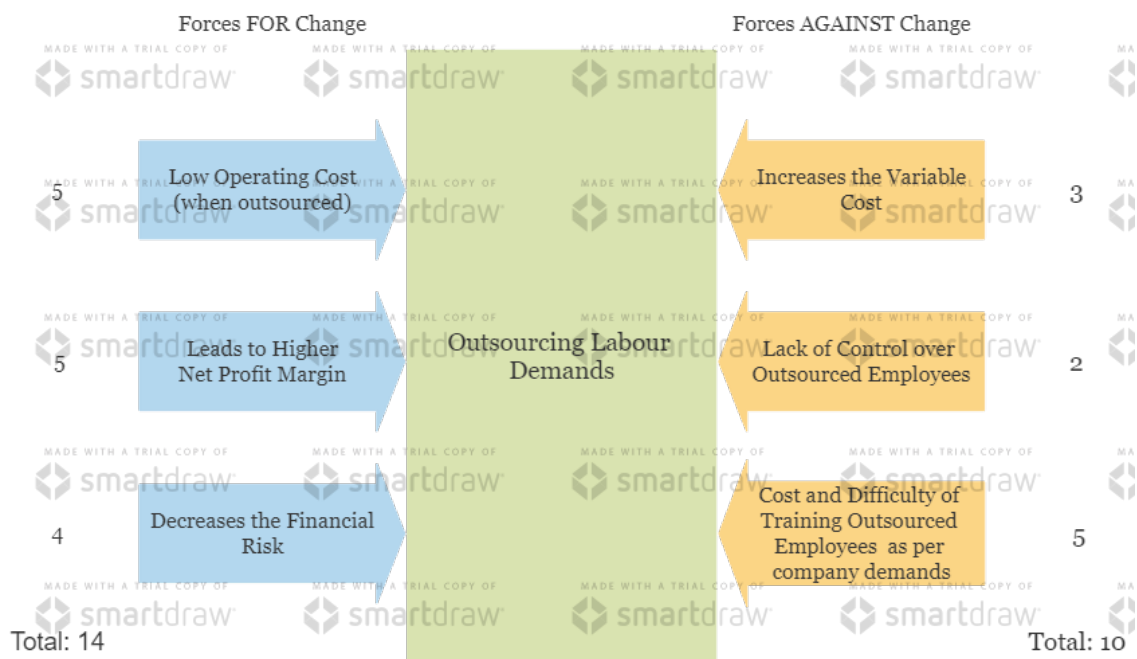 Forces FOR Change
Forces AGAINST Change
MADE WITH A TRIAL COPY OF
smartdraw
5
Low Operating Cost
(when outsourced)
Increases the Variable
Cost
3
5
Leads to Higher
Net Profit Margin
Outsourcing Labour
Demands
Lack of Control over
Outsourced Employees
2
4
Decreases the Financial
Risk
Cost and Difficulty of
Training Outsourced
Employees as per
company demands
5
Total: 14
Total: 10